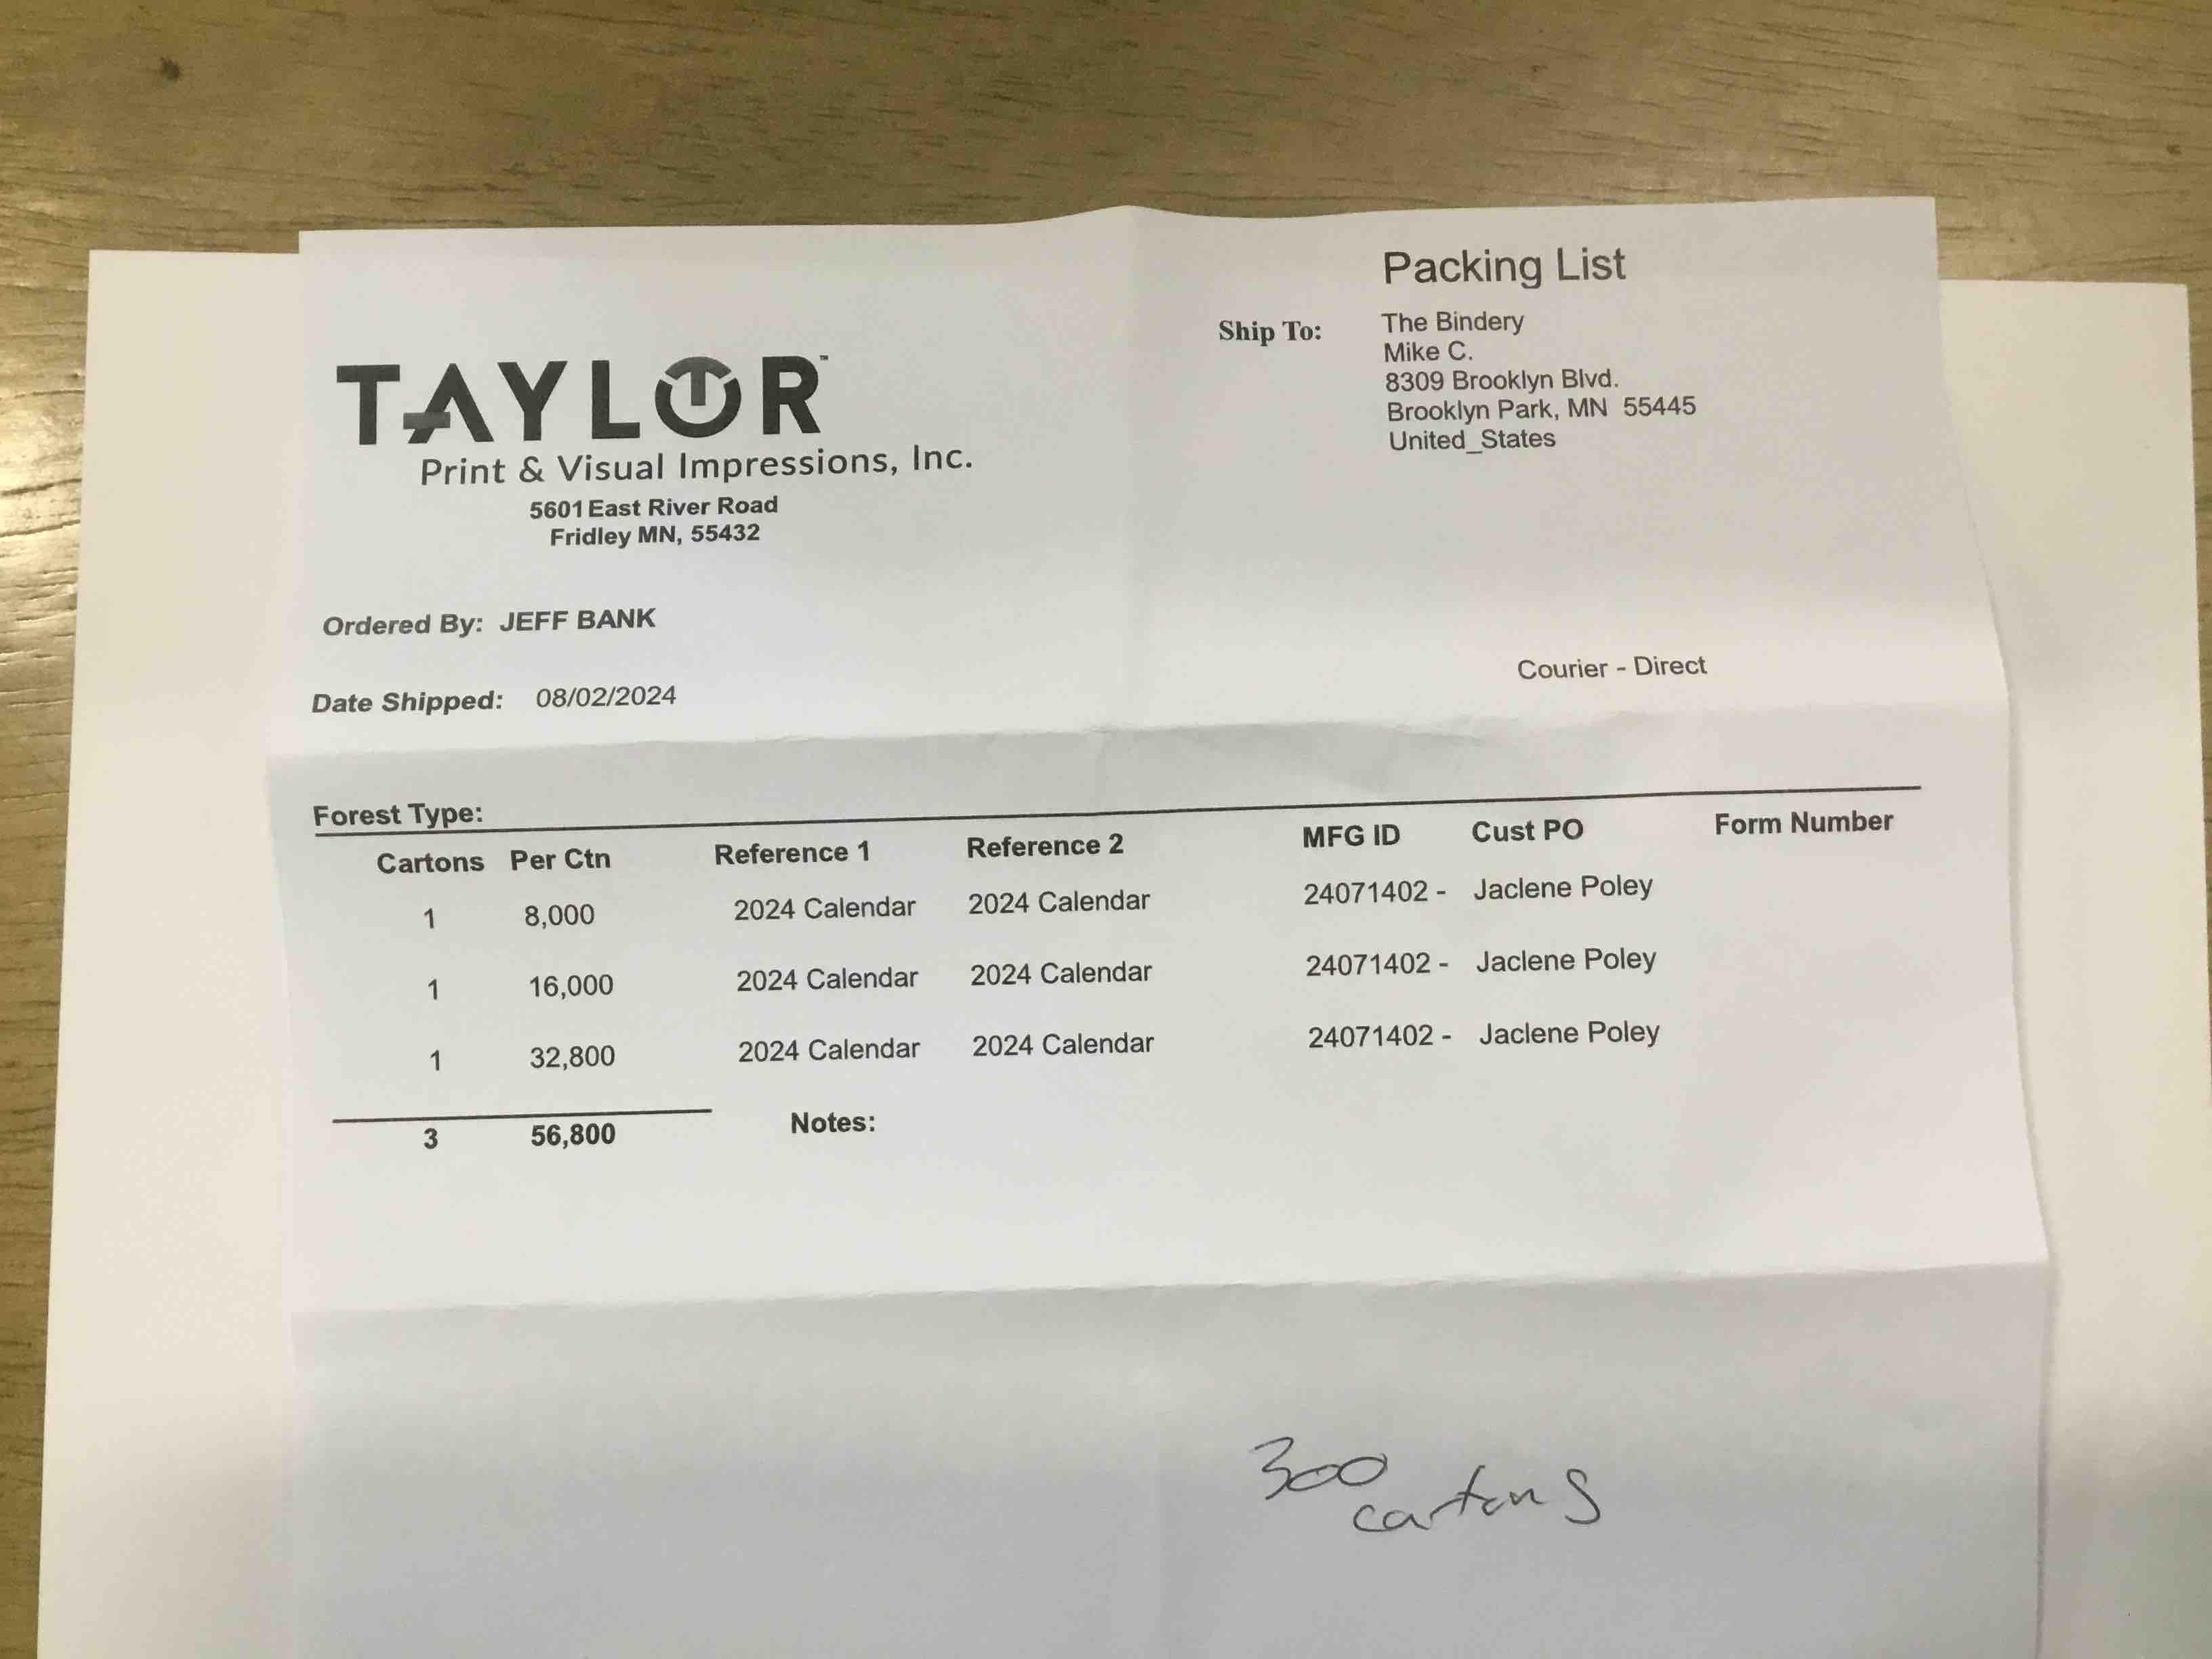 Packing List
Ship To:
The Bindery
Mike C.
8309 Brooklyn Blvd.
Brooklyn Park, MN 55445
United_States
TAYLOR™
Print & Visual Impressions, Inc.
5601 East River Road
Fridley MN, 55432
Ordered By: JEFF BANK
Courier - Direct
Date Shipped: 08/02/2024
Forest Type:
Cartons Per Ctn Reference 1 Reference 2 MFG ID Cust PO Form Number
1 8,000 2024 Calendar 2024 Calendar 24071402 - Jaclene Poley
1 16,000 2024 Calendar 2024 Calendar 24071402 - Jaclene Poley
1 32,800 2024 Calendar 2024 Calendar 24071402 - Jaclene Poley
3 56,800 Notes:
300
cartons